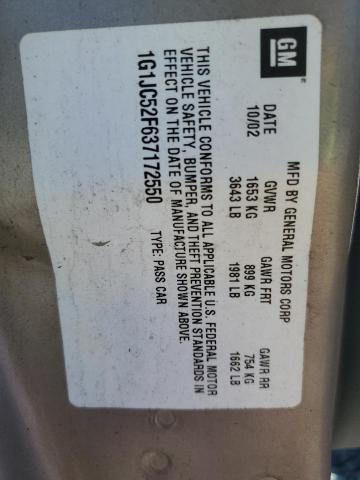 GM
MFD BY GENERAL MOTORS CORP
DATE GVWR GAWR FRT GAWR RR
10/02 1653 KG 899 KG 754 KG
3643 LB 1981 LB 1662 LB
THIS VEHICLE CONFORMS TO ALL APPLICABLE U.S. FEDERAL MOTOR
VEHICLE SAFETY, BUMPER, AND THEFT PREVENTION STANDARDS IN
EFFECT ON THE DATE OF MANUFACTURE SHOWN ABOVE.
1G1JC52F637172550 TYPE: PASS CAR